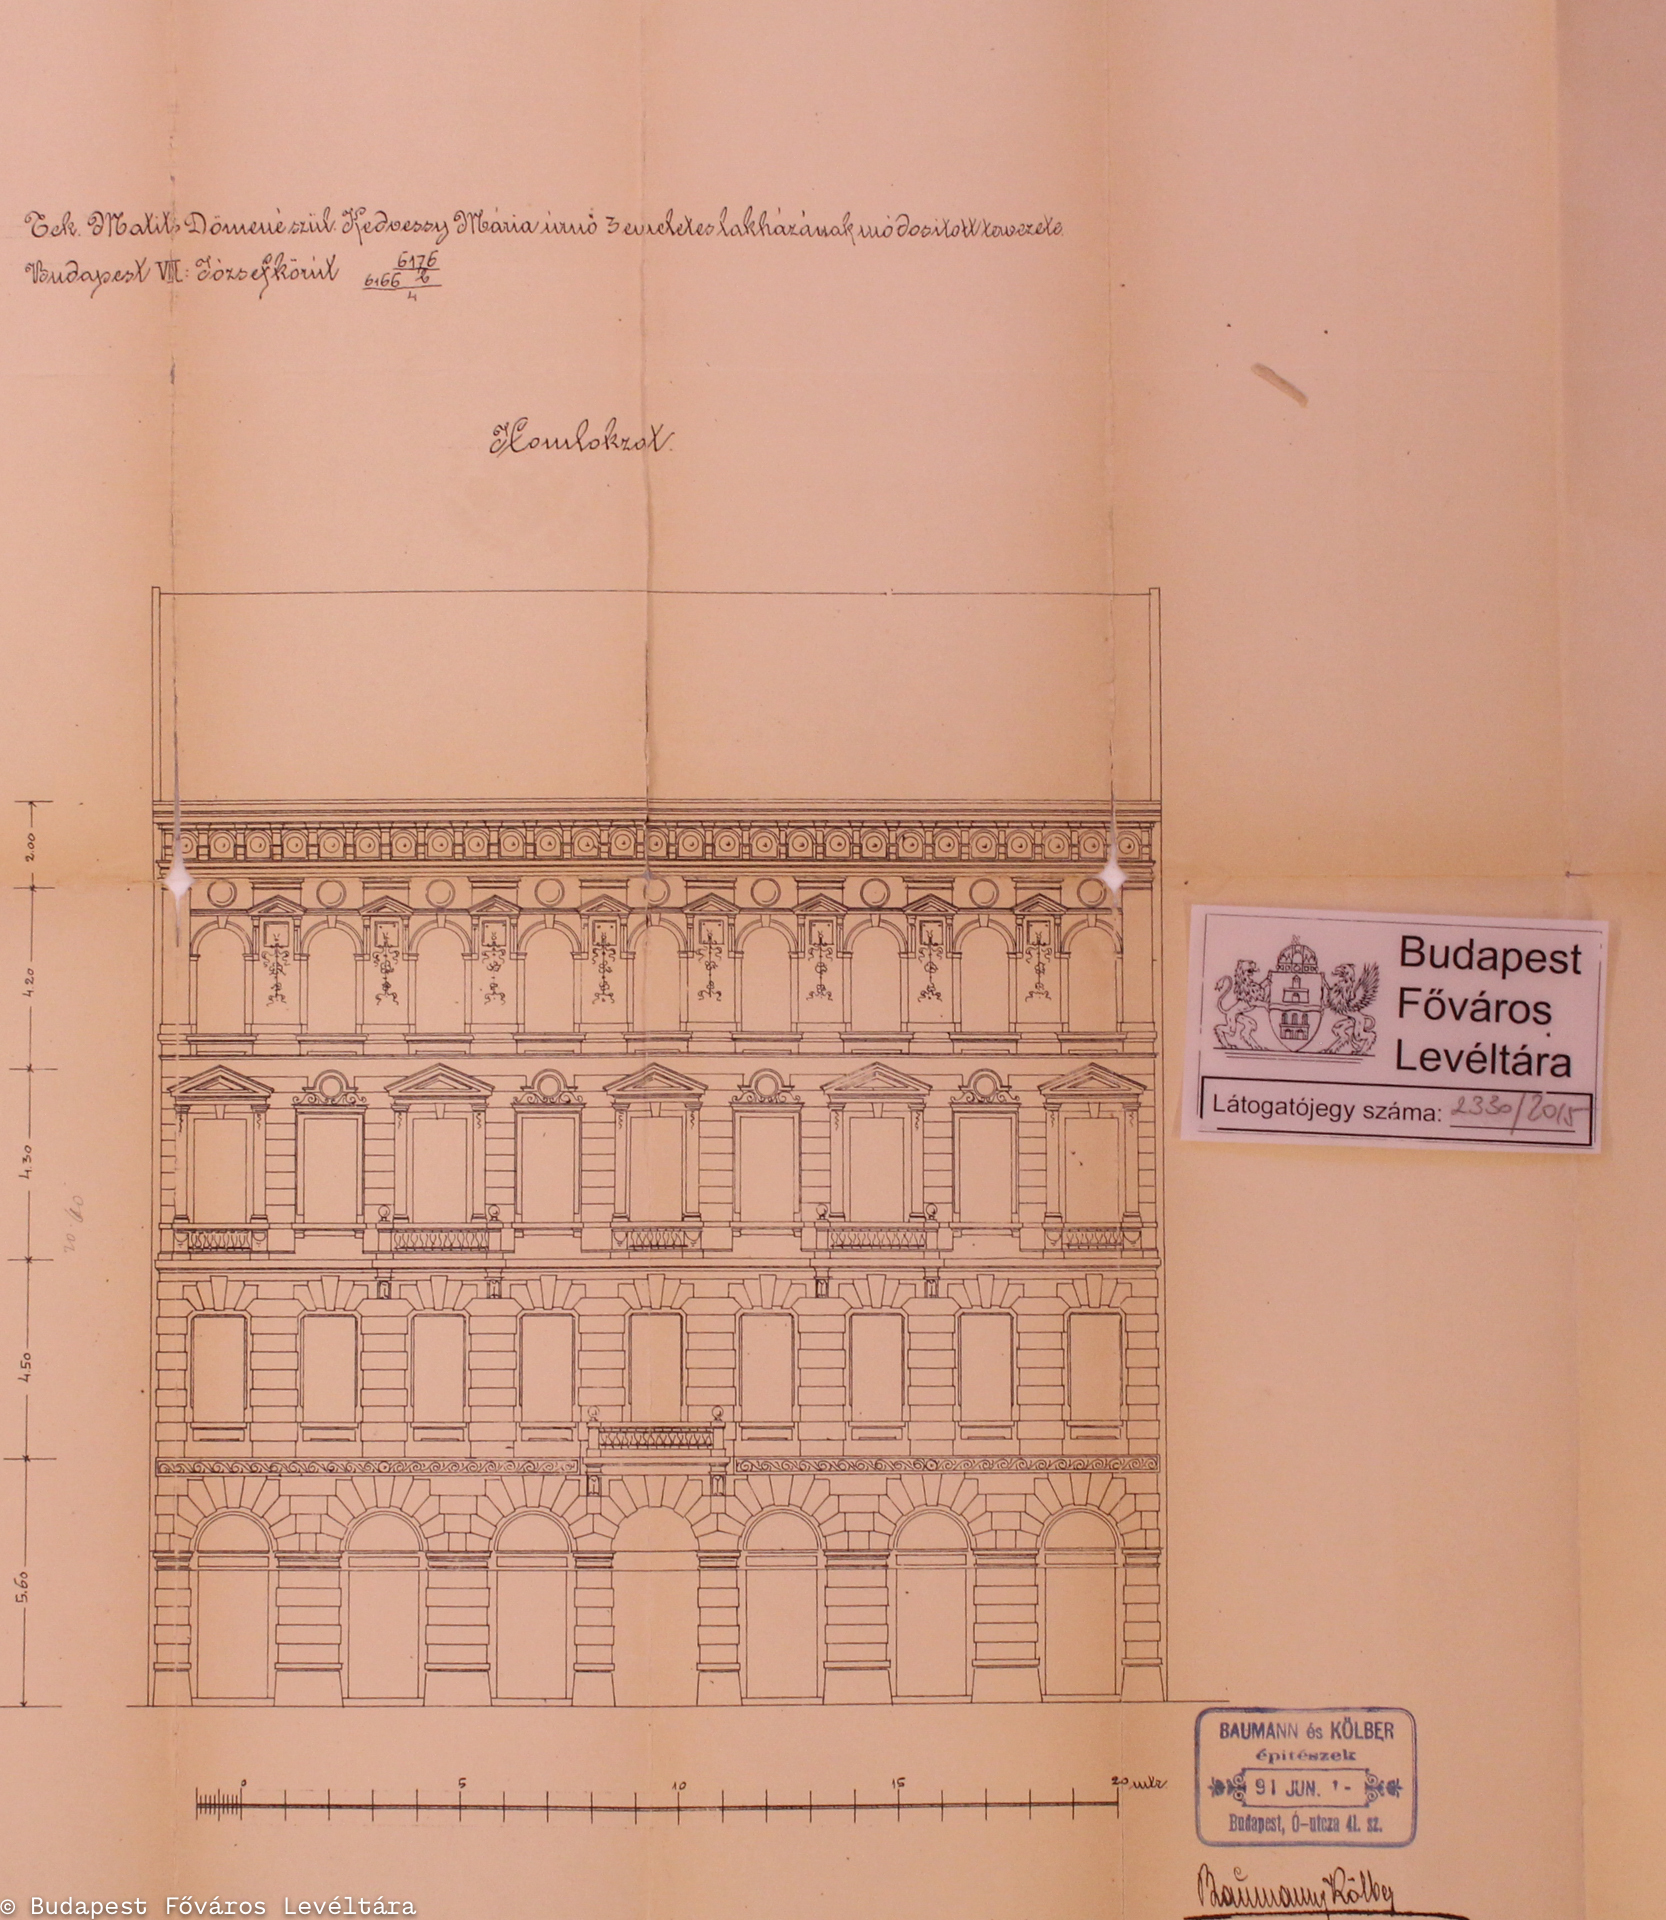 Tek. Matits Dömené szül. Kedvessy Mária úrnö 3 emeletes lakházának módositott tervezete.
Budapest VIII: Józsefkörút 6176 6166 4
Homlokzat.
2.00
4.20
4.30
4.50
5.60
20.60
0 5 10 15 20 mtr
Budapest
Főváros
Levéltára
Látogatójegy száma: 2330/2015
BAUMANN és KÖLBER
építészek
91 JUN. 1-
Budapest, Ó-utcza 41. sz.
Baumann Kölber
© Budapest Főváros Levéltára